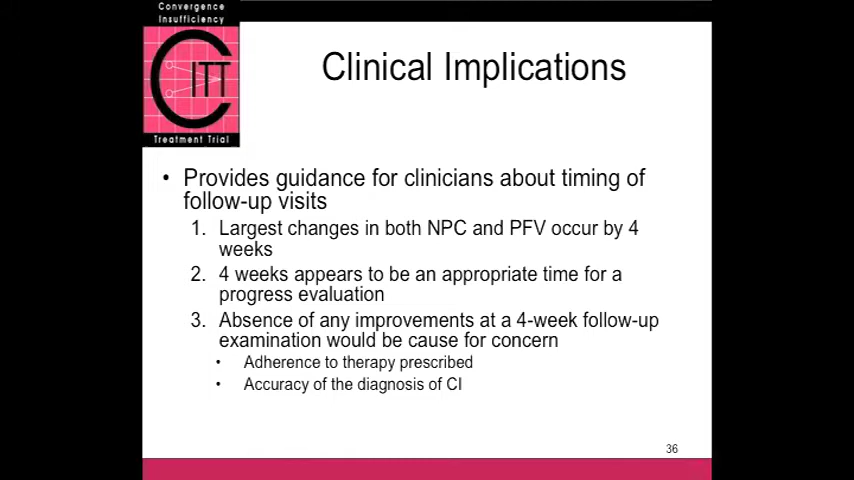 Convergence
Insufficiency
CITT
Treatment Trial
Clinical Implications
• Provides guidance for clinicians about timing of
follow-up visits
1. Largest changes in both NPC and PFV occur by 4
weeks
2. 4 weeks appears to be an appropriate time for a
progress evaluation
3. Absence of any improvements at a 4-week follow-up
examination would be cause for concern
• Adherence to therapy prescribed
• Accuracy of the diagnosis of CI
36